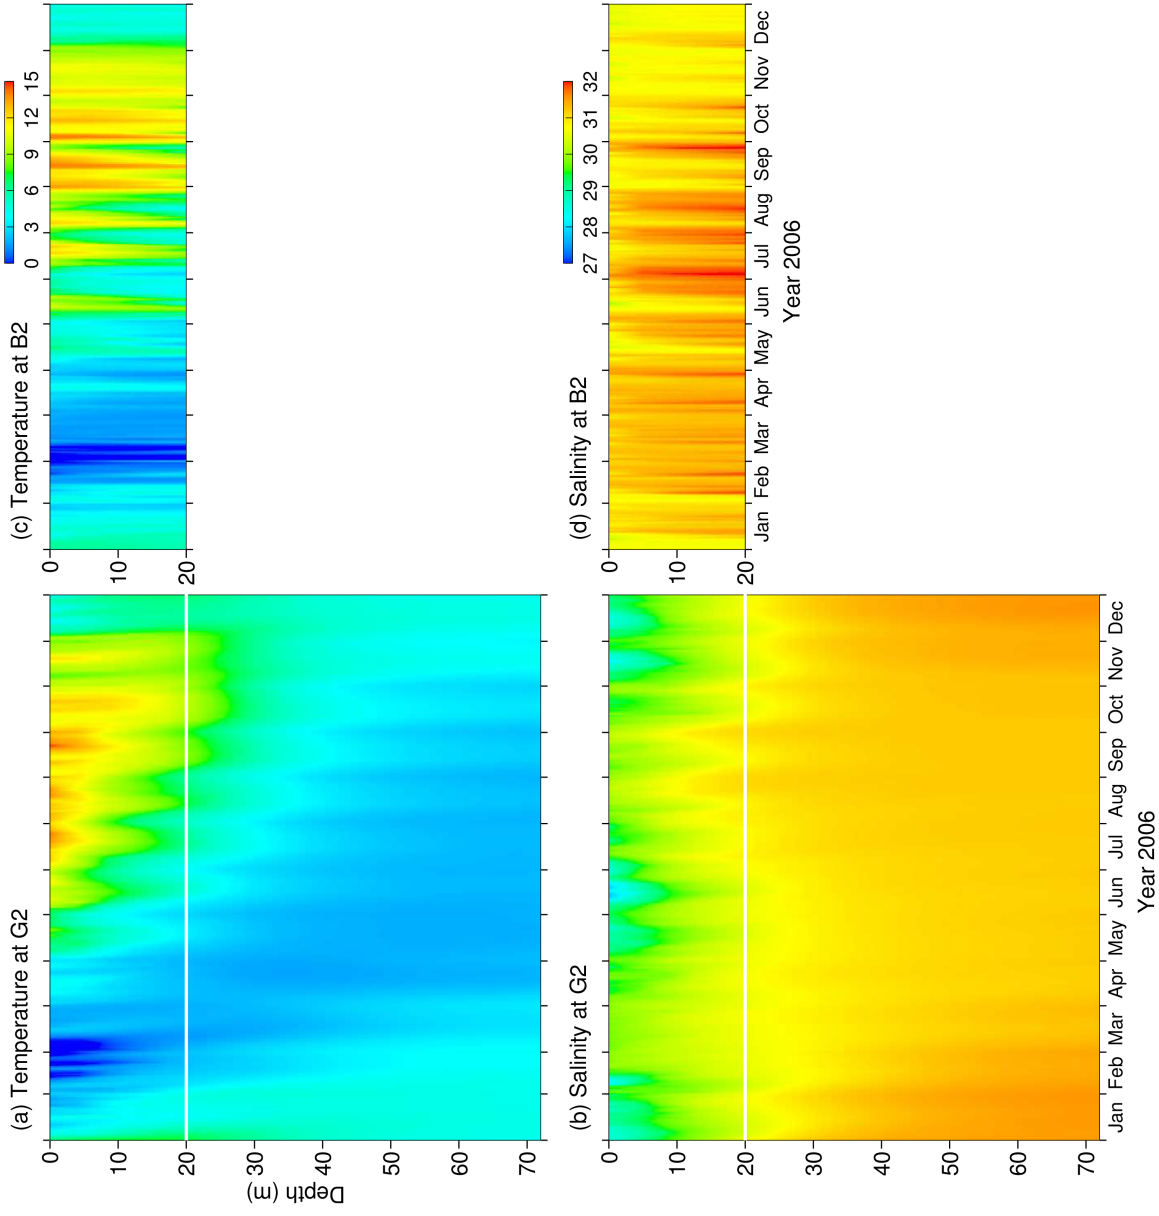 (a) Temperature at G2
0
10
20
30
40
50
60
70
Depth (m)
(c) Temperature at B2
0 3 6 9 12 15
0
10
20
(b) Salinity at G2
0
10
20
30
40
50
60
70
Jan Feb Mar Apr May Jun Jul Aug Sep Oct Nov Dec
Year 2006
(d) Salinity at B2
27 28 29 30 31 32
0
10
20
Jan Feb Mar Apr May Jun Jul Aug Sep Oct Nov Dec
Year 2006